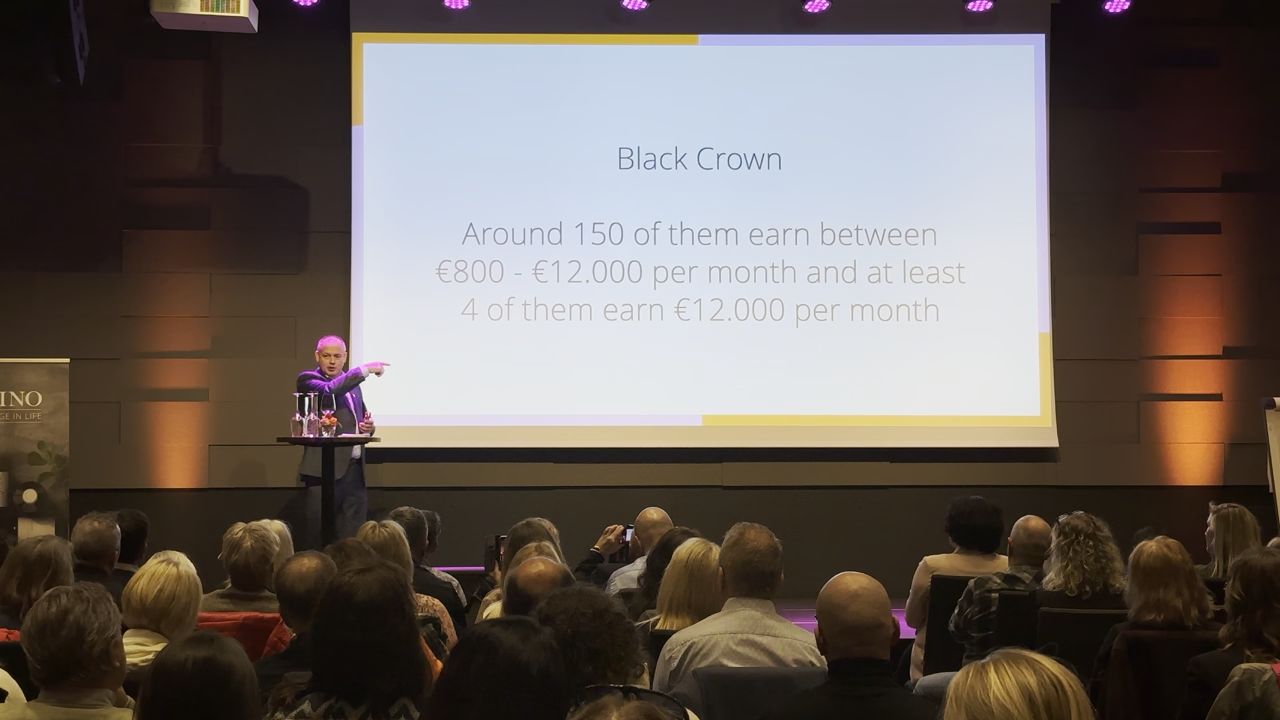 Black Crown
Around 150 of them earn between
€800 - €12.000 per month and at least
4 of them earn €12.000 per month
INO
GE IN LIFE